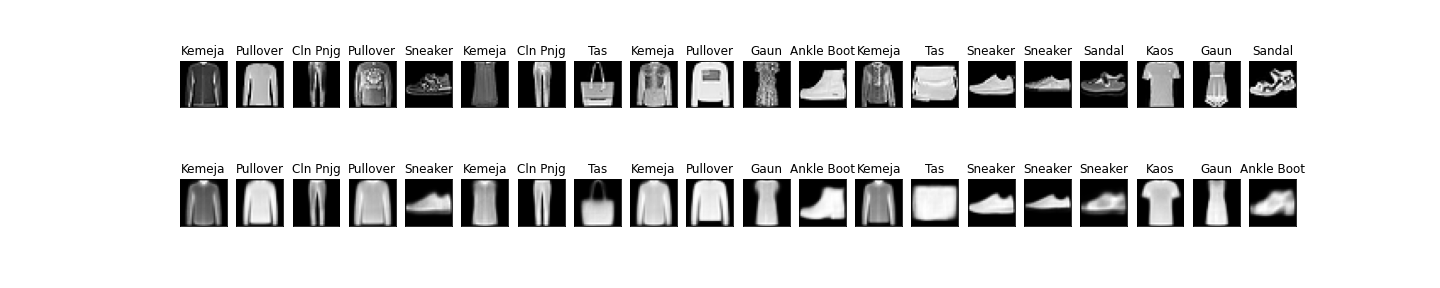 Kemeja Pullover Cln Pnjg Pullover Sneaker Kemeja Cln Pnjg Tas Kemeja Pullover Gaun Ankle Boot Kemeja Tas Sneaker Sneaker Sandal Kaos Gaun Sandal
Kemeja Pullover Cln Pnjg Pullover Sneaker Kemeja Cln Pnjg Tas Kemeja Pullover Gaun Ankle Boot Kemeja Tas Sneaker Sneaker Sneaker Kaos Gaun Ankle Boot